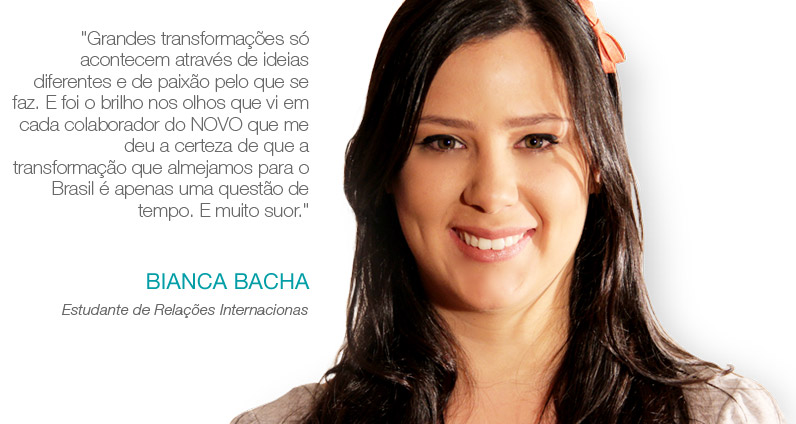 "Grandes transformações só
acontecem através de ideias
diferentes e de paixão pelo que se
faz. E foi o brilho nos olhos que vi em
cada colaborador do NOVO que me
deu a certeza de que a
transformação que almejamos para o
Brasil é apenas uma questão de
tempo. E muito suor."
BIANCA BACHA
Estudante de Relações Internacionas